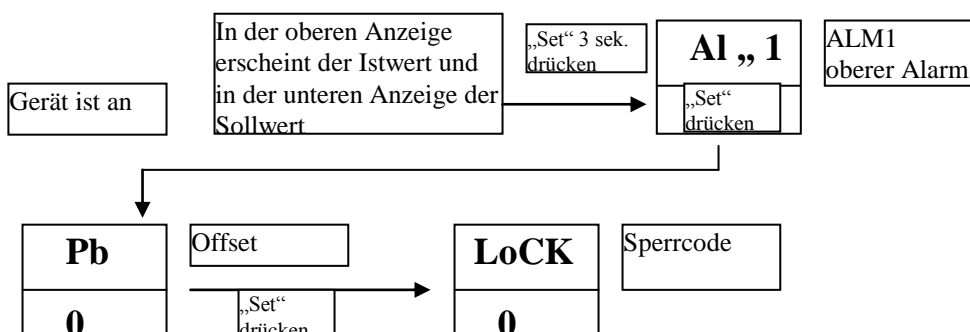 In der oberen Anzeige
erscheint der Istwert und
in der unteren Anzeige der
Sollwert
„Set“ 3 sek.
drücken
Al „ 1
ALM1
oberer Alarm
Gerät ist an
„Set“
drücken
Pb
Offset
LoCK
Sperrcode
0
„Set“
drücken
0